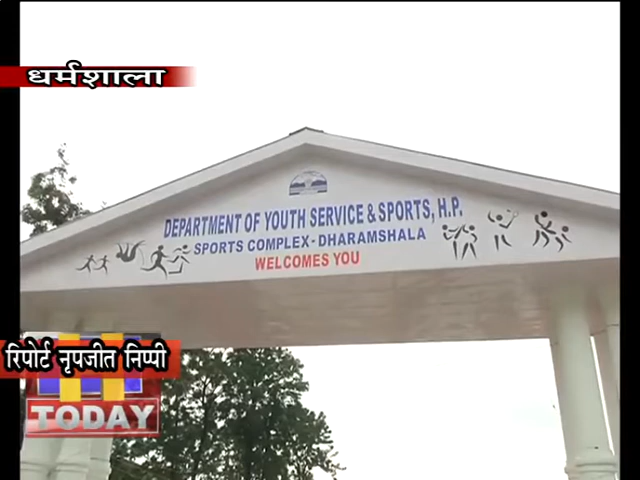 धर्मशाला
DEPARTMENT OF YOUTH SERVICE & SPORTS, H.P.
SPORTS COMPLEX - DHARAMSHALA
WELCOMES YOU
रिपोर्ट नृपजीत निप्पी
TODAY